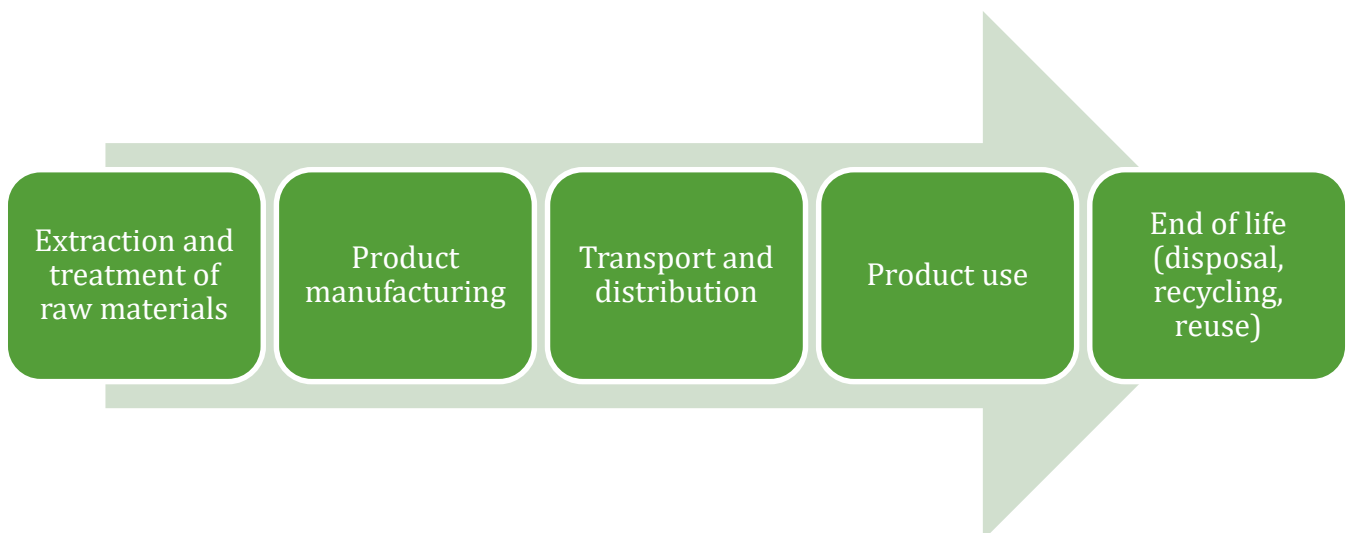 Extraction and
treatment of
raw materials
Product
manufacturing
Transport and
distribution
Product use
End of life
(disposal,
recycling,
reuse)